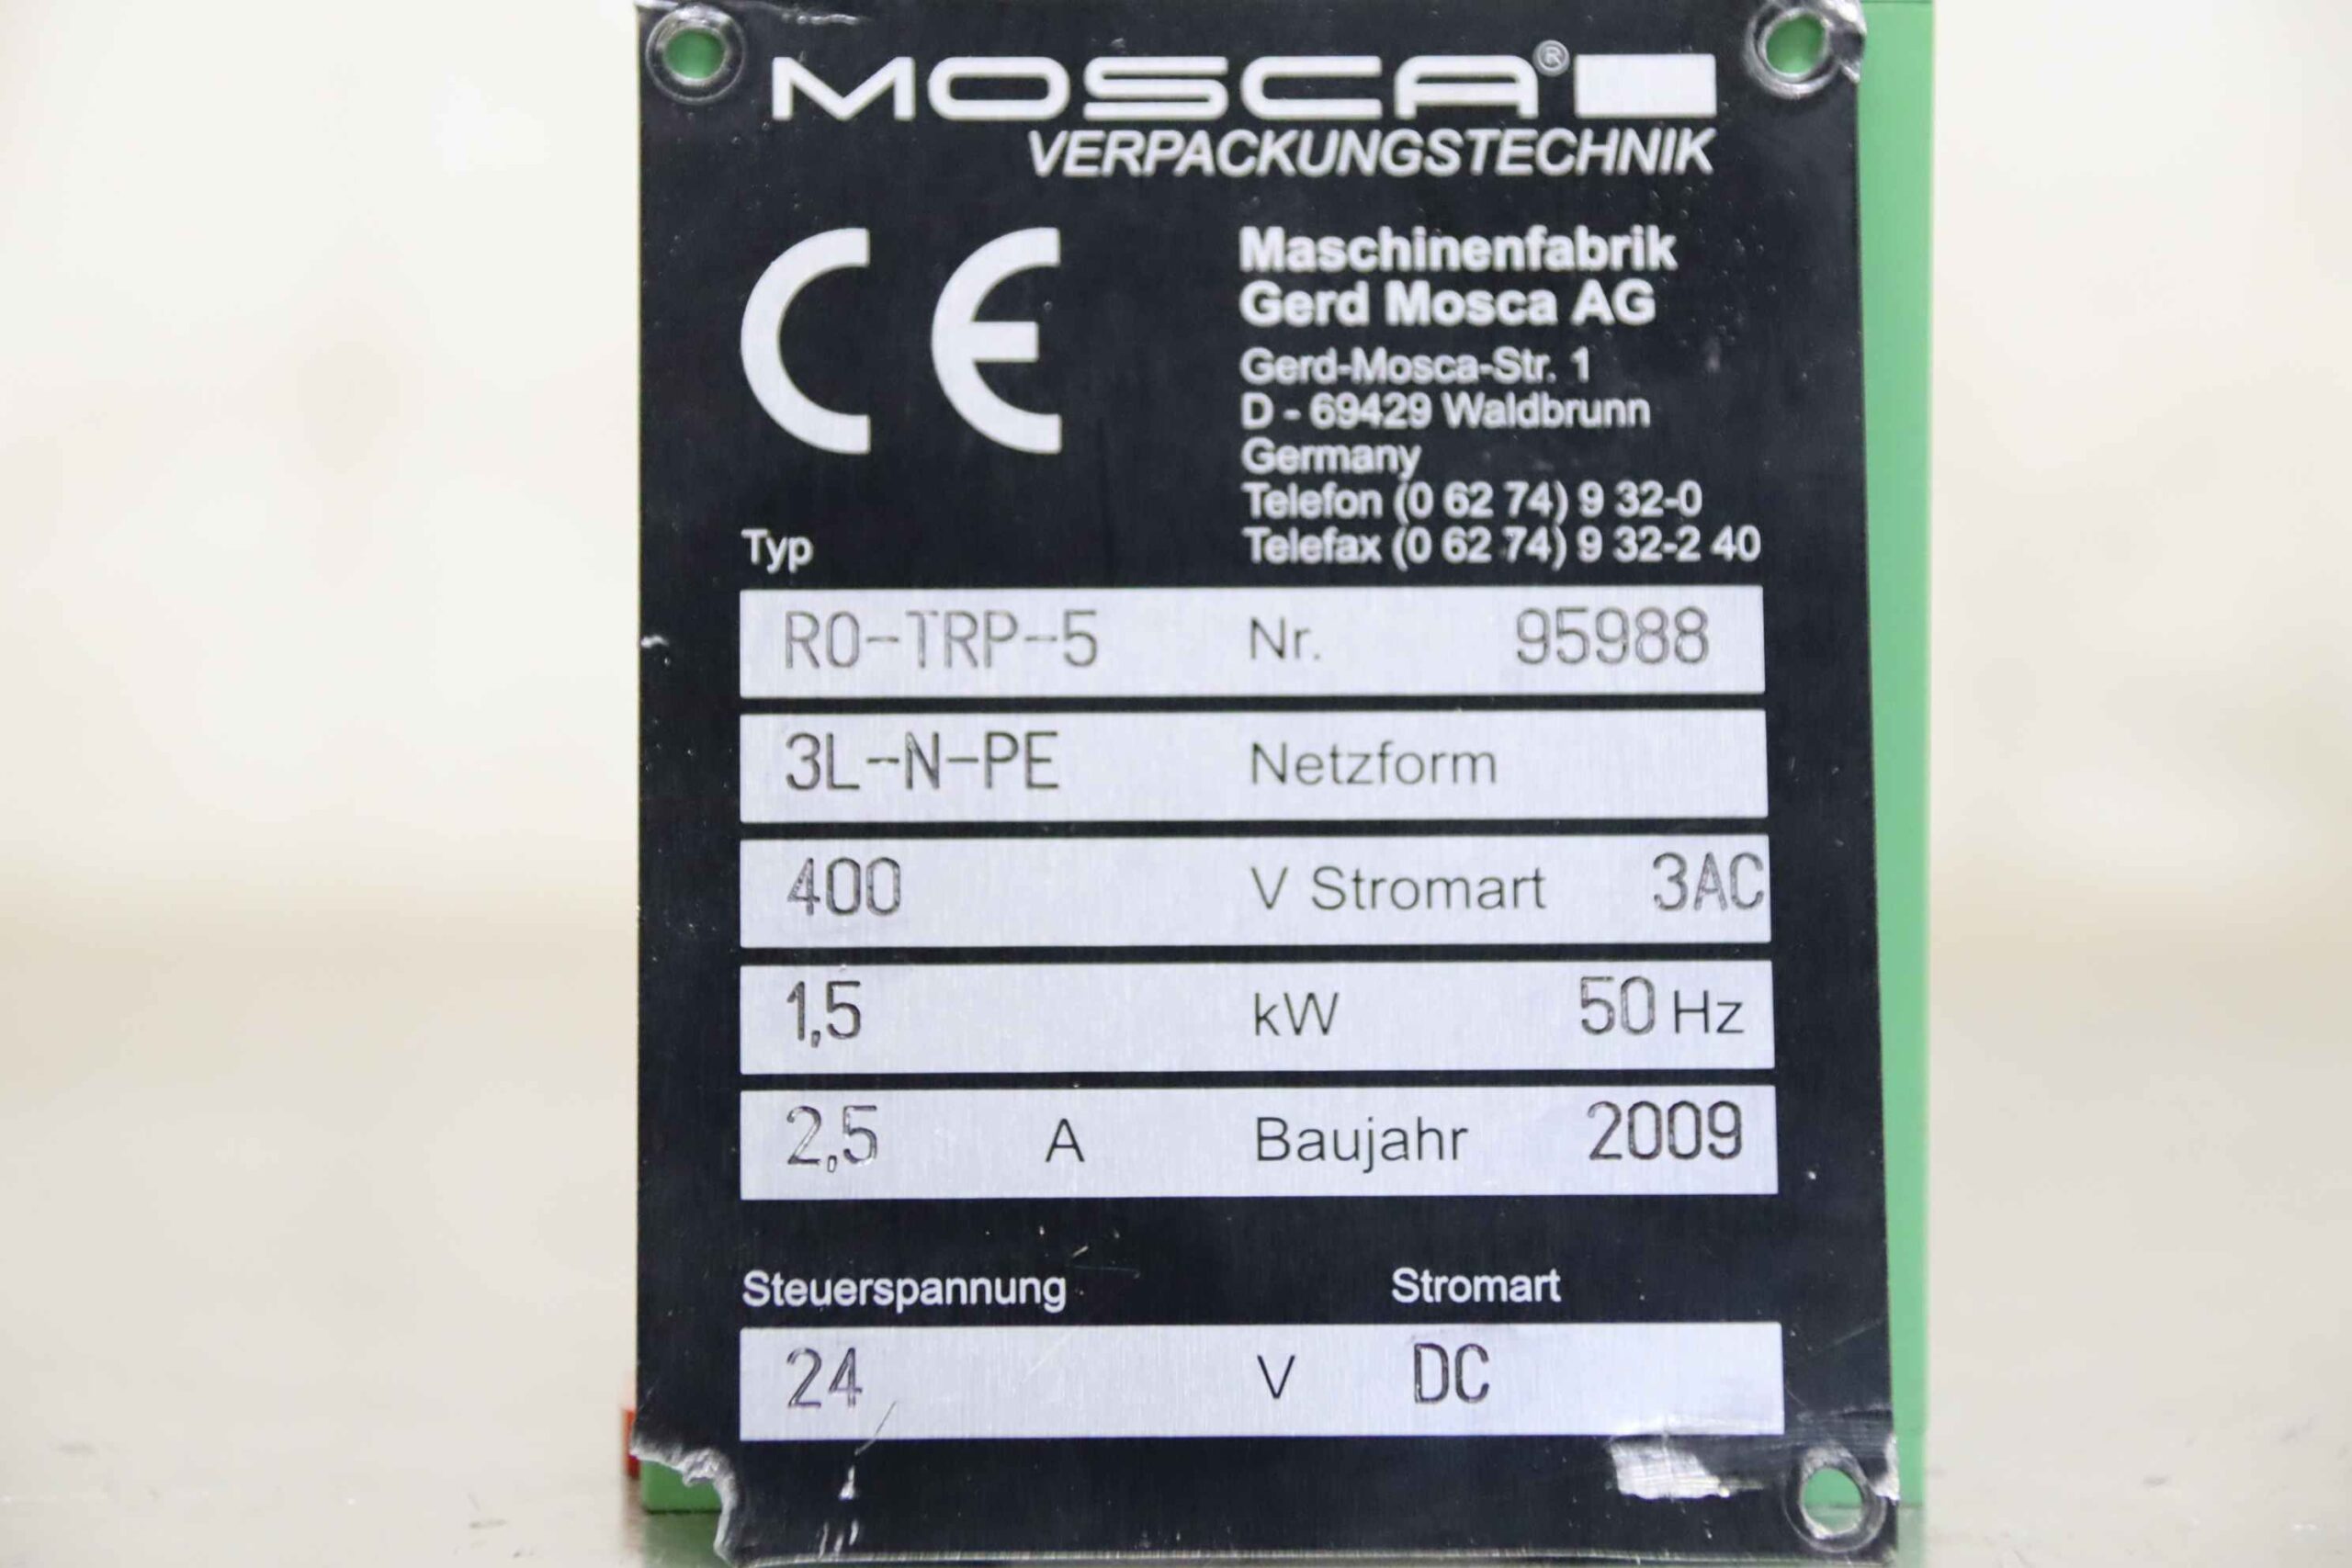 MOSCA®
VERPACKUNGSTECHNIK
CE
Maschinenfabrik
Gerd Mosca AG
Gerd-Mosca-Str. 1
D - 69429 Waldbrunn
Germany
Telefon (0 62 74) 9 32-0
Telefax (0 62 74) 9 32-2 40
Typ
RO-TRP-5 Nr. 95988
3L-N-PE Netzform
400 V Stromart 3AC
1,5 kW 50 Hz
2,5 A Baujahr 2009
Steuerspannung Stromart
24 V DC